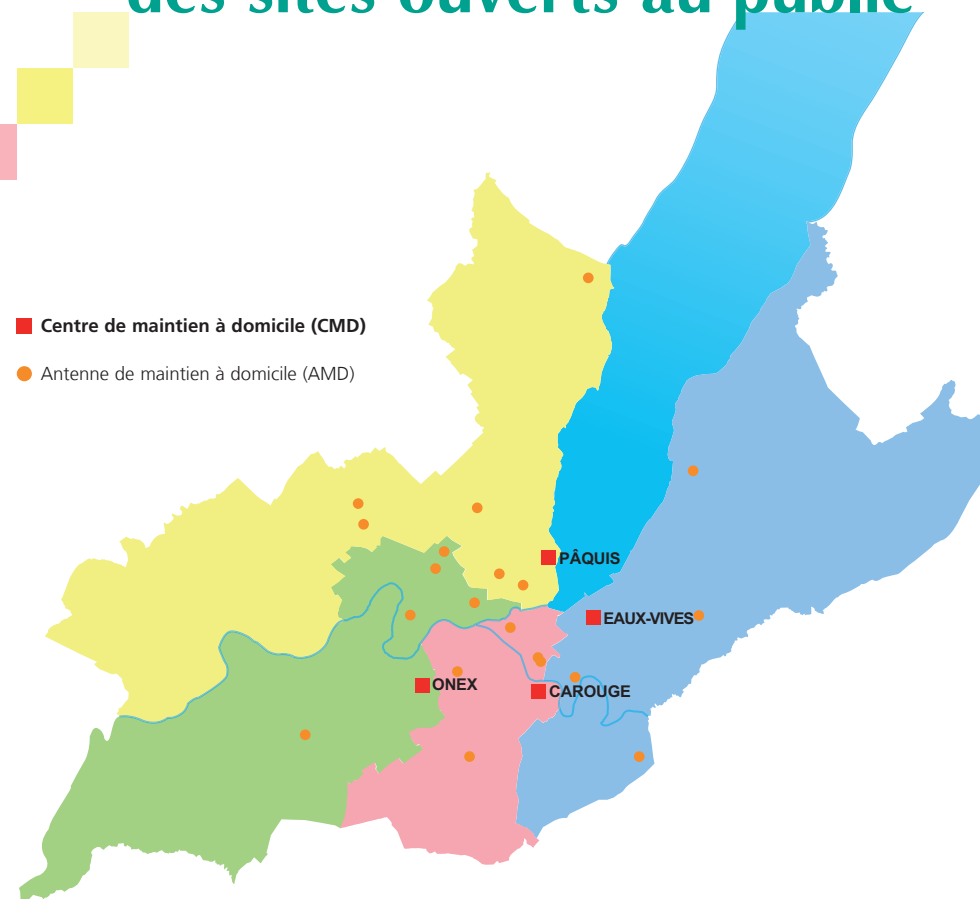 des sites ouverts au public
Centre de maintien à domicile (CMD)
Antenne de maintien à domicile (AMD)
PÂQUIS
EAUX-VIVES
ONEX
CAROUGE